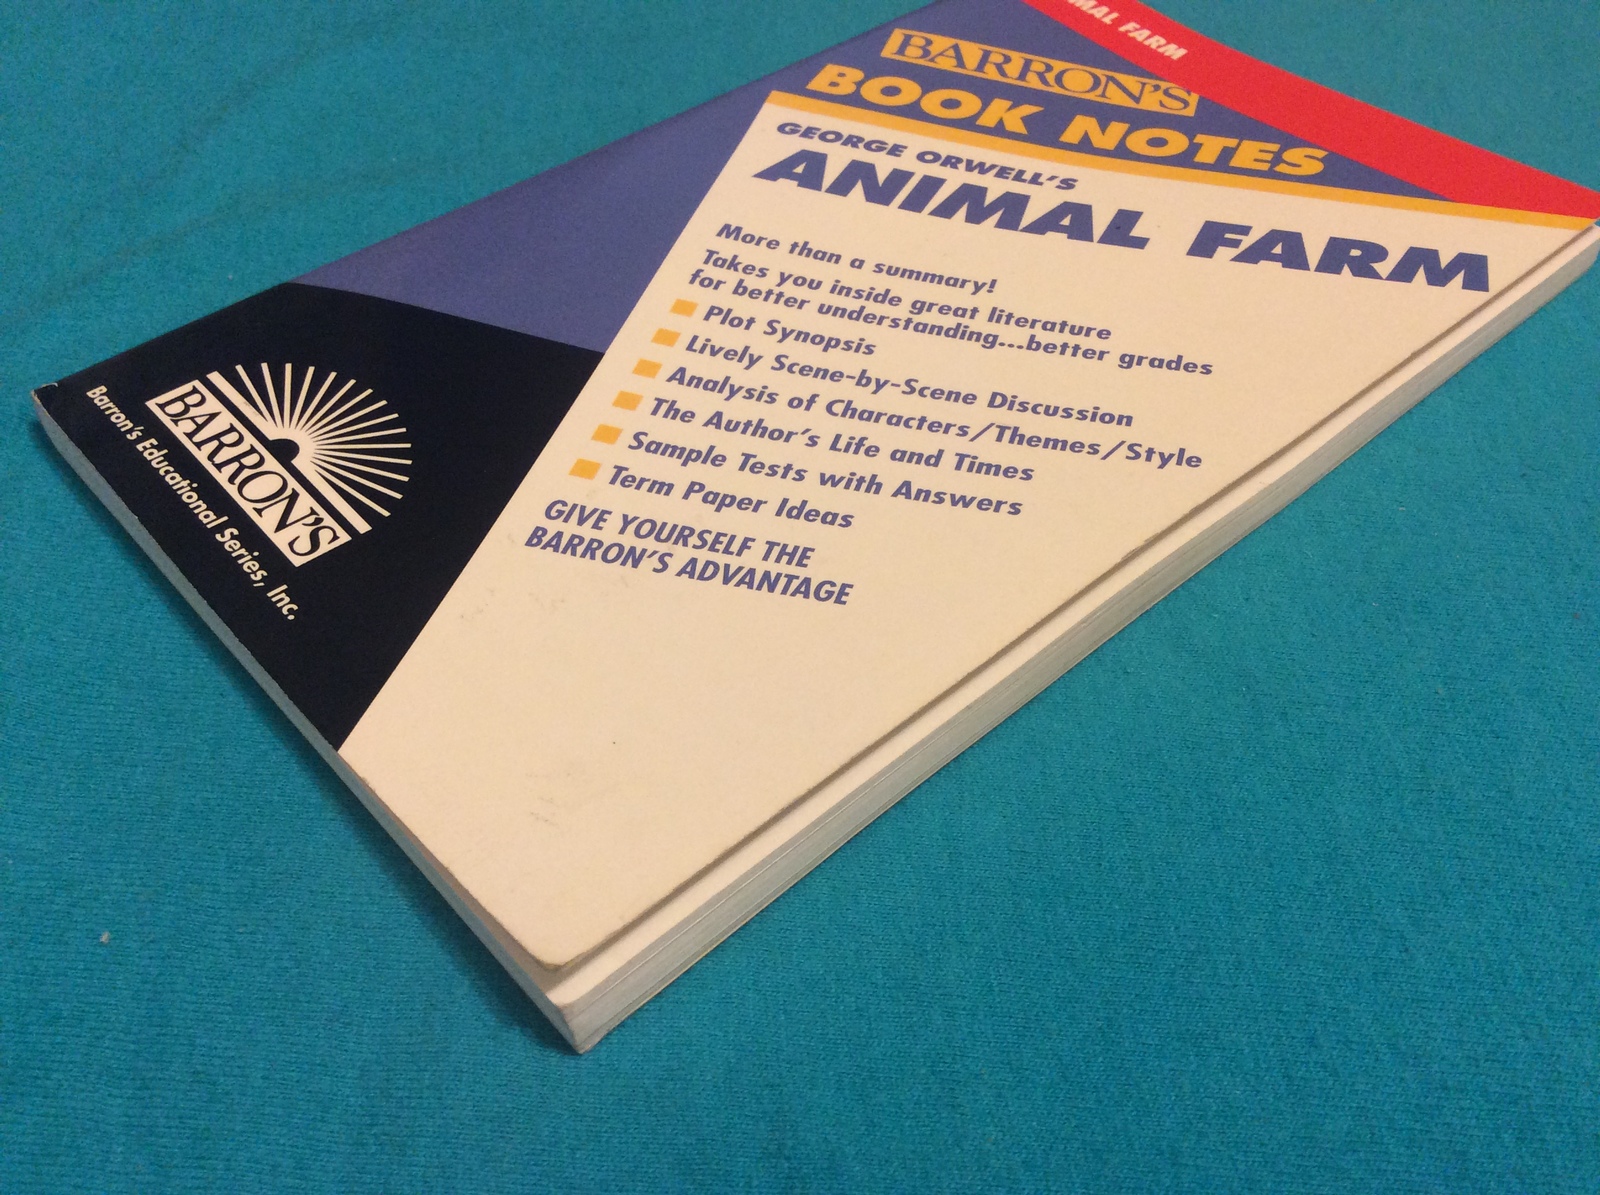 MAL FARM
BARRON'S
BOOK NOTES
GEORGE ORWELL'S
ANIMAL FARM
More than a summary!
Takes you inside great literature
for better understanding...better grades
Plot Synopsis
Lively Scene-by-Scene Discussion
Analysis of Characters/Themes/Style
The Author's Life and Times
Sample Tests with Answers
Term Paper Ideas
GIVE YOURSELF THE
BARRON'S ADVANTAGE
BARRON'S
Barron's Educational Series, Inc.